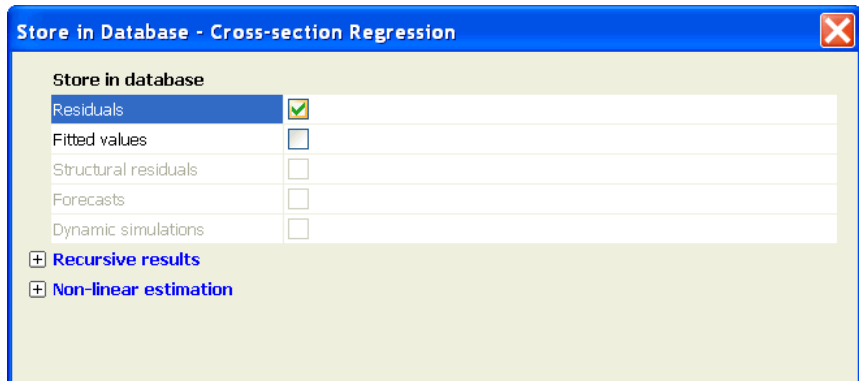 Store in Database - Cross-section Regression
Store in database
Residuals
Fitted values
Structural residuals
Forecasts
Dynamic simulations
Recursive results
Non-linear estimation